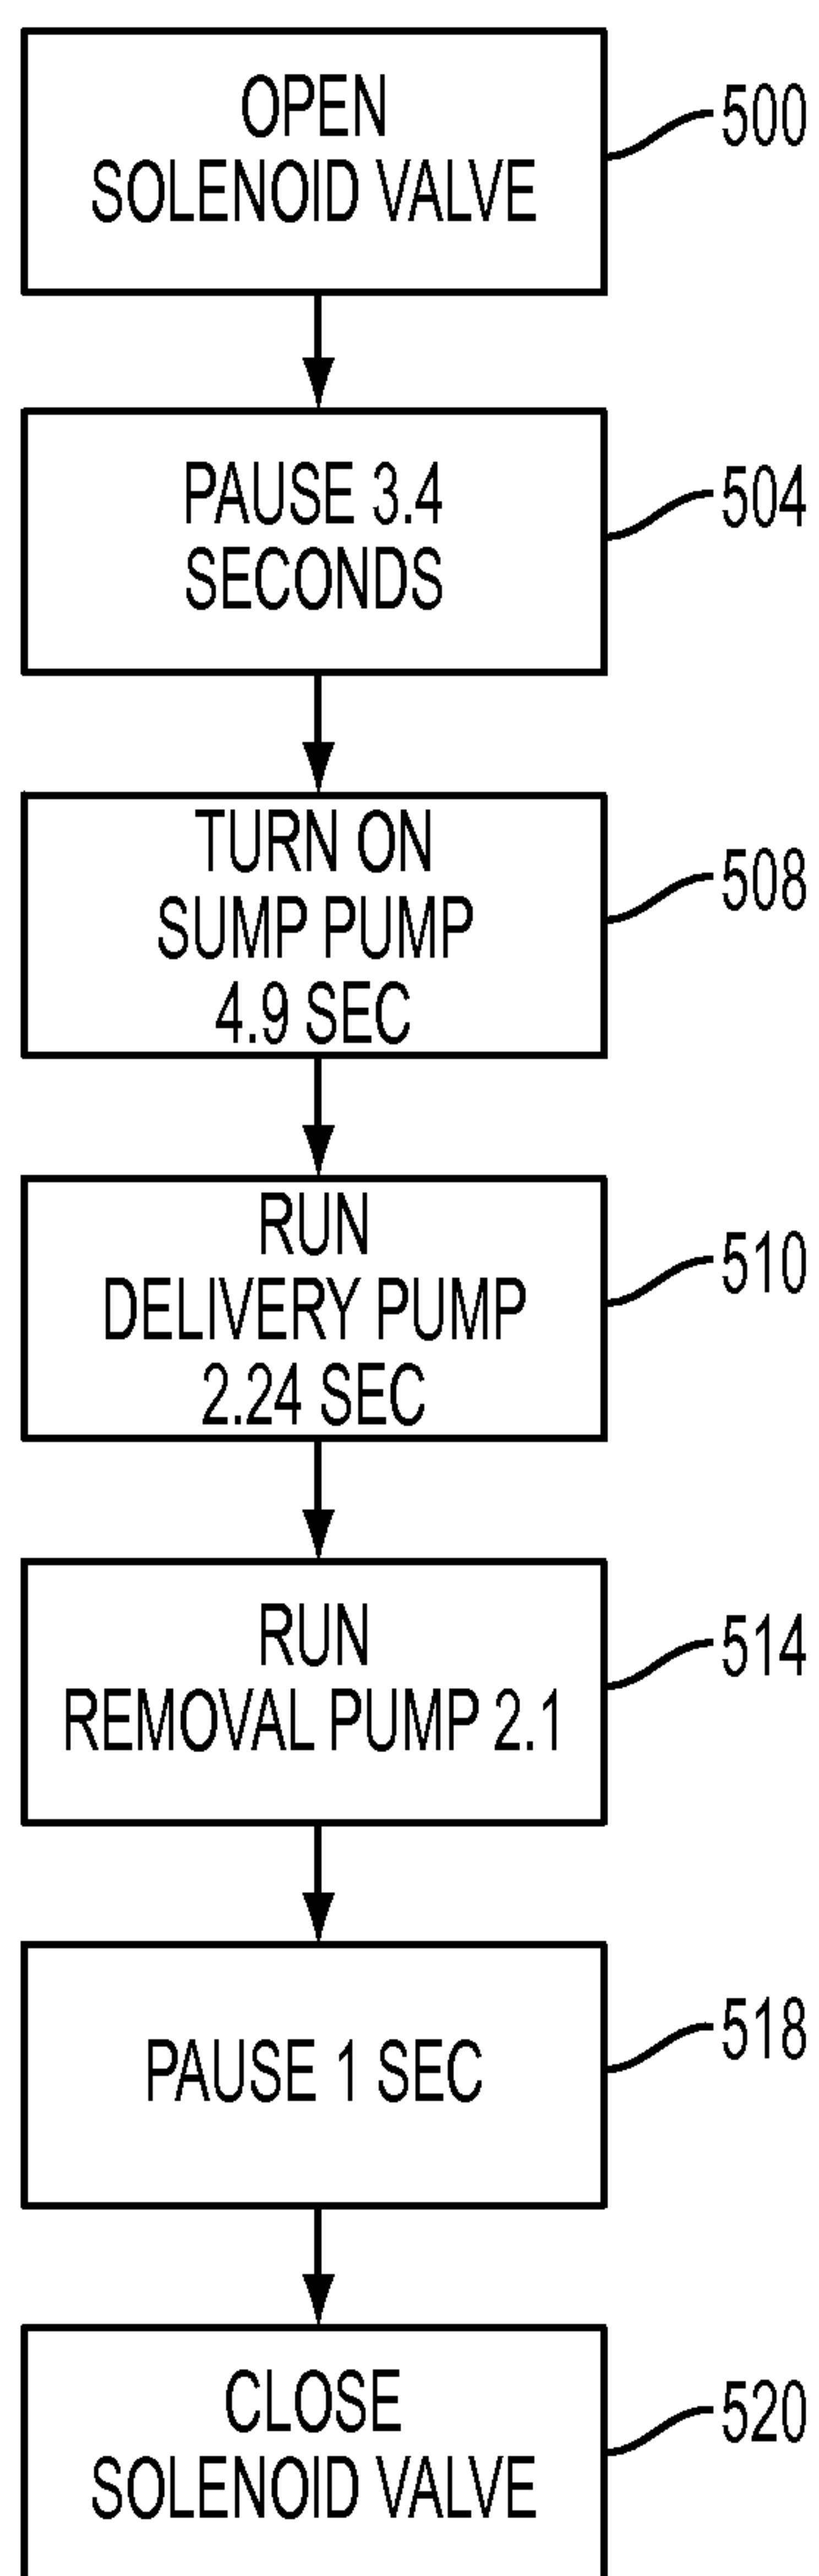 OPEN
SOLENOID VALVE
500
PAUSE 3.4
SECONDS
504
TURN ON
SUMP PUMP
4.9 SEC
508
RUN
DELIVERY PUMP
2.24 SEC
510
RUN
REMOVAL PUMP 2.1
514
PAUSE 1 SEC
518
CLOSE
SOLENOID VALVE
520